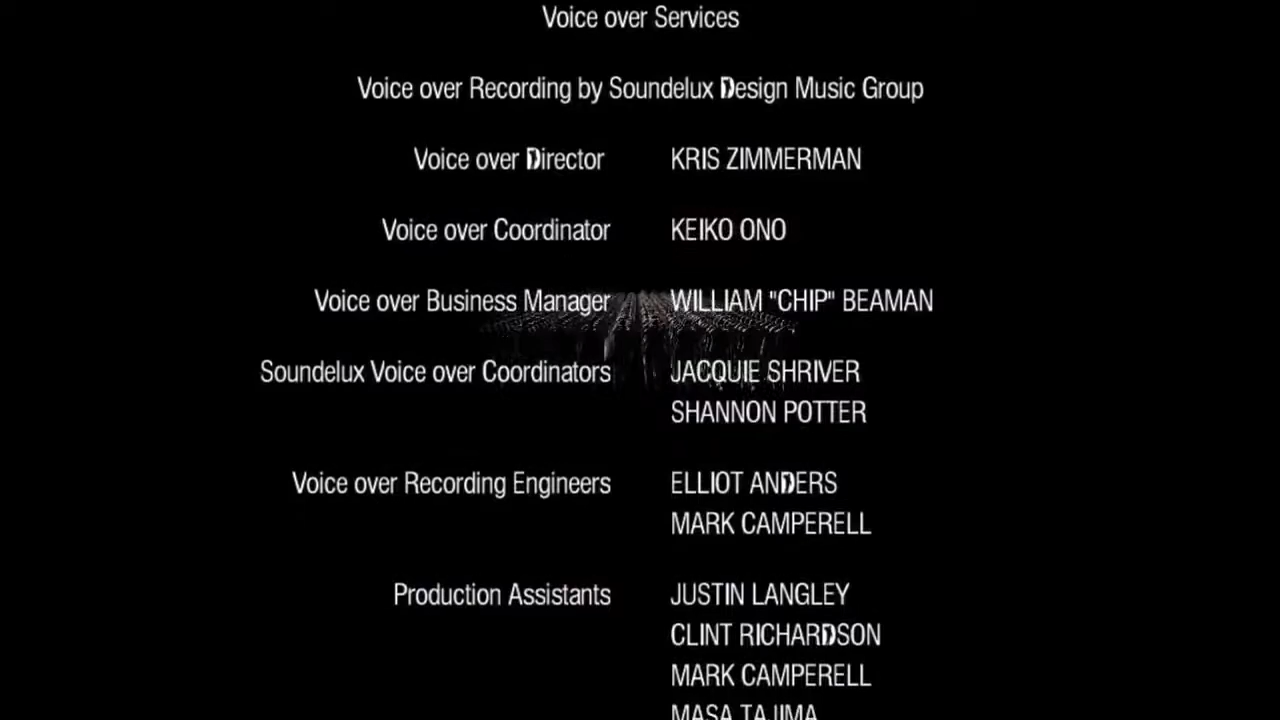 Voice over Services
Voice over Recording by Soundelux Design Music Group
Voice over Director KRIS ZIMMERMAN
Voice over Coordinator KEIKO ONO
Voice over Business Manager WILLIAM "CHIP" BEAMAN
Soundelux Voice over Coordinators JACQUIE SHRIVER
SHANNON POTTER
Voice over Recording Engineers ELLIOT ANDERS
MARK CAMPERELL
Production Assistants JUSTIN LANGLEY
CLINT RICHARDSON
MARK CAMPERELL
MASA TAJIMA